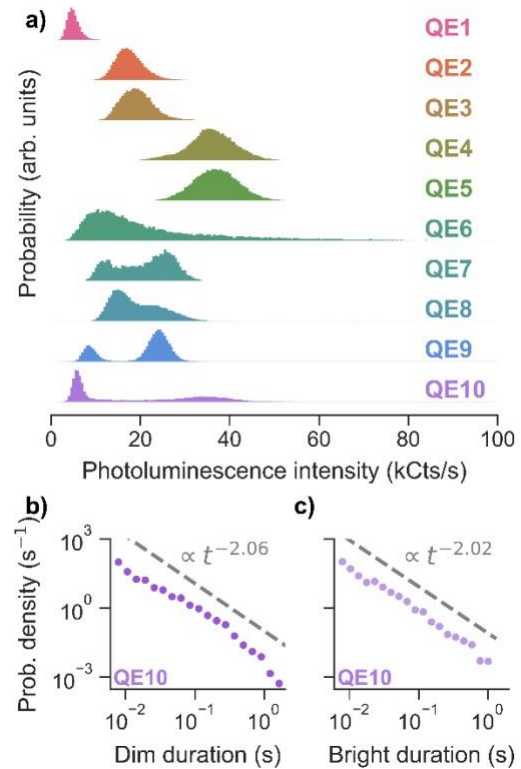 a)
QE1
QE2
QE3
QE4
QE5
QE6
QE7
QE8
QE9
QE10
Probability (arb. units)
0 20 40 60 80 100
Photoluminescence intensity (kCts/s)
b)
c)
Prob. density (s⁻¹)
10³
10⁰
10⁻³
∝ t⁻²·⁰⁶
QE10
10⁻² 10⁻¹ 10⁰
Dim duration (s)
∝ t⁻²·⁰²
QE10
10⁻² 10⁻¹ 10⁰
Bright duration (s)